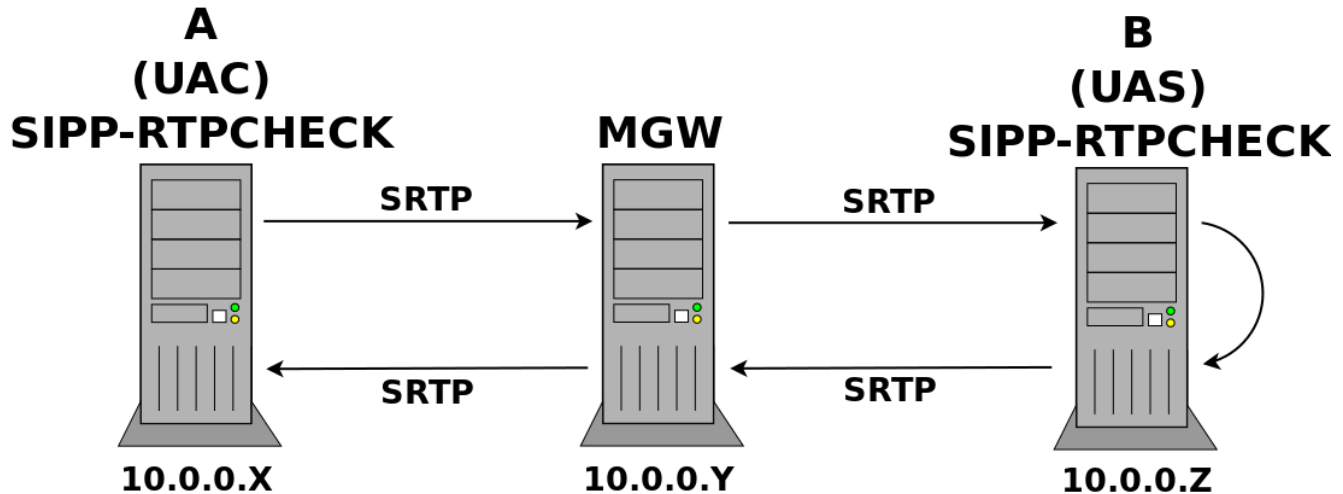 A
(UAC)
SIPP-RTPCHECK
MGW
B
(UAS)
SIPP-RTPCHECK
SRTP
SRTP
SRTP
SRTP
10.0.0.X
10.0.0.Y
10.0.0.Z